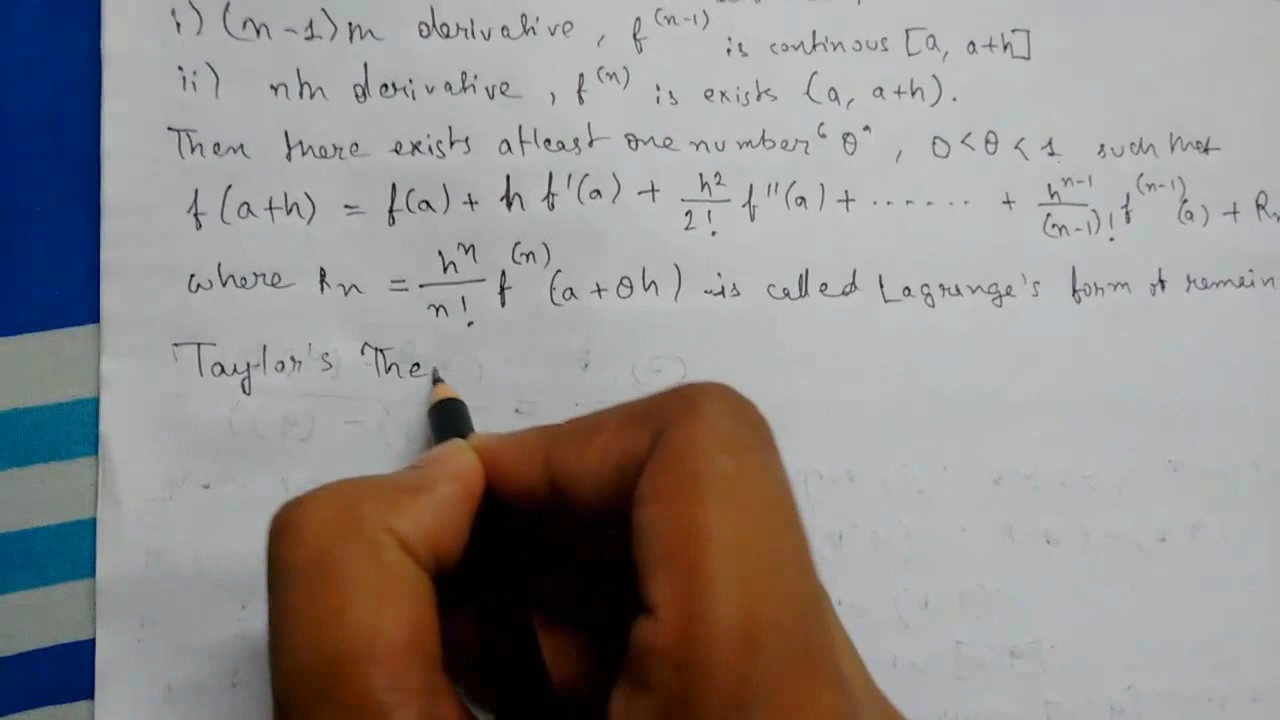 i) (n-1)th derivative, f^(n-1) is continous [a, a+h]
ii) nth derivative, f^(n) is exists (a, a+h).
Then there exists atleast one number "θ", 0<θ<1 such that
f(a+h) = f(a) + h f'(a) + h²/2! f''(a) + ...... + h^(n-1)/(n-1)! f^(n-1)(a) + Rn
where Rn = h^n/n! f^(n)(a+θh) is called Lagrange's form of remain
Taylor's The